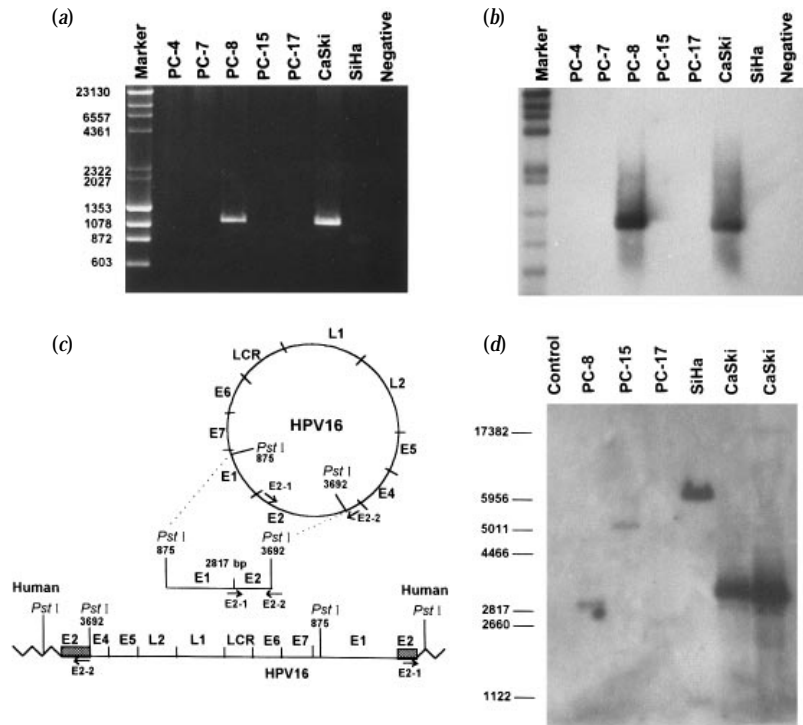 (a)
Marker
PC-4
PC-7
PC-8
PC-15
PC-17
CaSki
SiHa
Negative
23130
6557
4361
2322
2027
1353
1078
872
603
(b)
Marker
PC-4
PC-7
PC-8
PC-15
PC-17
CaSki
SiHa
Negative
(c)
L1
LCR
L2
E6
HPV16
E7
Pst I
875
E5
Pst I
3692
E1
E2-1
E4
E2
E2-2
Pst I
875
2817 bp
Pst I
3692
E1 E2
E2-1 E2-2
Human
Pst I
Pst I
3692
Pst I
875
Human
Pst I
E2 E4 E5 L2 L1 LCR E6 E7 E1 E2
E2-2
HPV16
E2-1
(d)
Control
PC-8
PC-15
PC-17
SiHa
CaSki
CaSki
17382
5956
5011
4466
2817
2660
1122